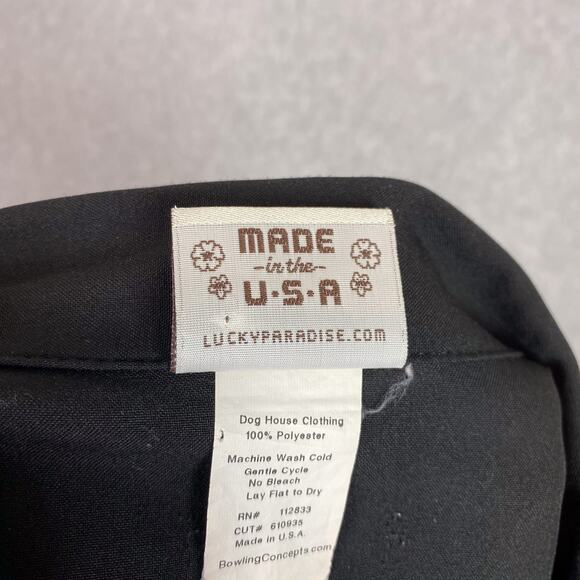 MADE
-in the-
U·S·A
LUCKYPARADISE.COM
Dog House Clothing
100% Polyester
Machine Wash Cold
Gentle Cycle
No Bleach
Lay Flat to Dry
RN# 112833
CUT# 610935
Made in U.S.A.
BowlingConcepts.com